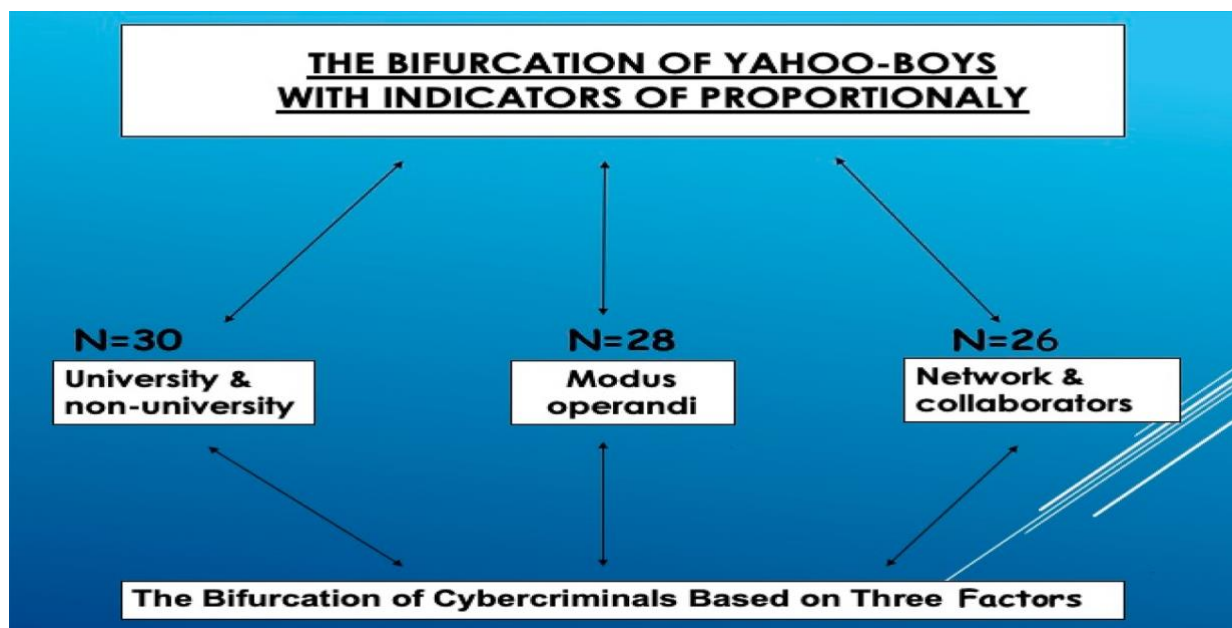 THE BIFURCATION OF YAHOO-BOYS
WITH INDICATORS OF PROPORTIONALY
N=30
University &
non-university
N=28
Modus
operandi
N=26
Network &
collaborators
The Bifurcation of Cybercriminals Based on Three Factors